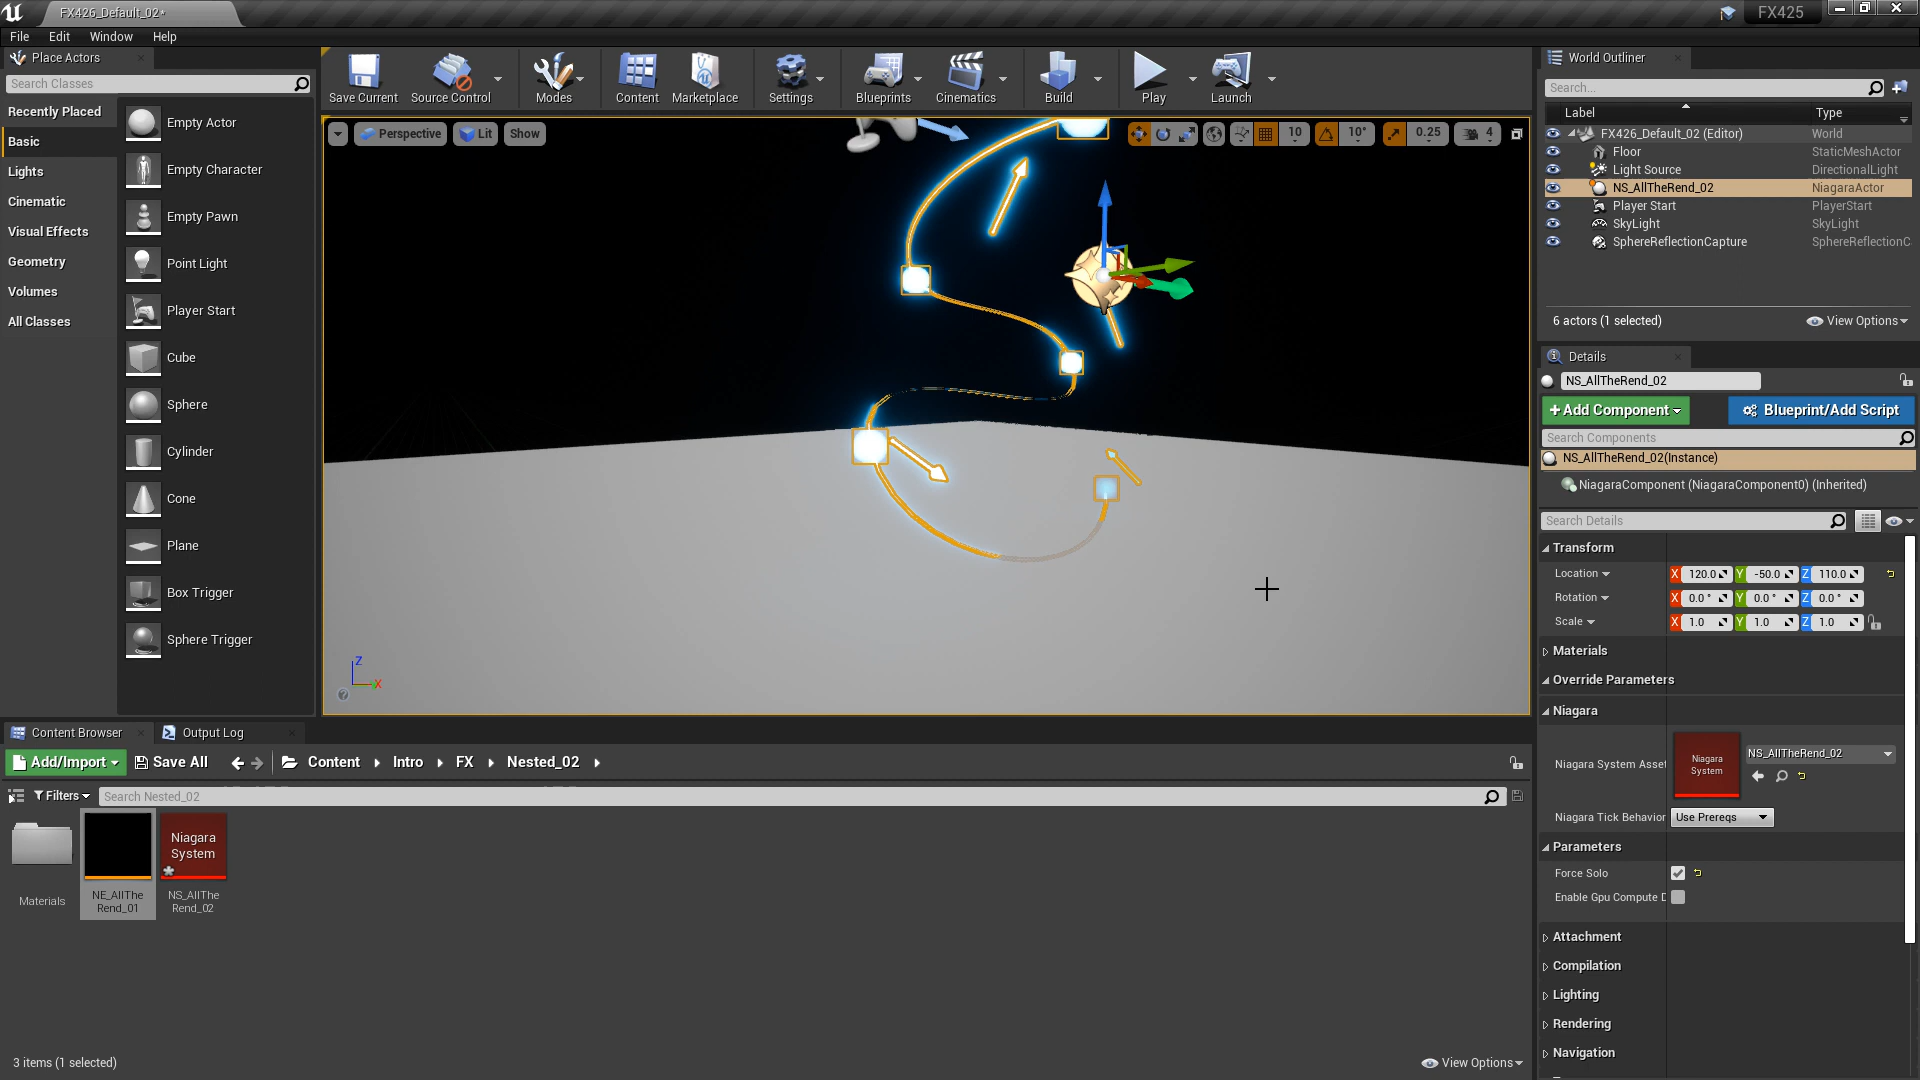 FX426_Default_02*
FX425
File Edit Window Help
Place Actors
Search Classes
Recently Placed
Basic
Lights
Cinematic
Visual Effects
Geometry
Volumes
All Classes
Empty Actor
Empty Character
Empty Pawn
Point Light
Player Start
Cube
Sphere
Cylinder
Cone
Plane
Box Trigger
Sphere Trigger
Save Current
Source Control
Modes
Content
Marketplace
Settings
Blueprints
Cinematics
Build
Play
Launch
Perspective Lit Show
10 10° 0.25 4
Z
X
World Outliner
Search...
Label Type
FX426_Default_02 (Editor) World
Floor StaticMeshActor
Light Source DirectionalLight
NS_AllTheRend_02 NiagaraActor
Player Start PlayerStart
SkyLight SkyLight
SphereReflectionCapture SphereReflectionC
6 actors (1 selected) View Options
Details
NS_AllTheRend_02
+Add Component Blueprint/Add Script
Search Components
NS_AllTheRend_02(Instance)
NiagaraComponent (NiagaraComponent0) (Inherited)
Search Details
Transform
Location X 120.0 Y -50.0 Z 110.0
Rotation X 0.0 ° Y 0.0 ° Z 0.0 °
Scale X 1.0 Y 1.0 Z 1.0
Materials
Override Parameters
Niagara
Niagara System Asset
Niagara
System
NS_AllTheRend_02
Niagara Tick Behavior Use Prereqs
Parameters
Force Solo
Enable Gpu Compute D
Attachment
Compilation
Lighting
Rendering
Navigation
Content Browser Output Log
Add/Import Save All Content Intro FX Nested_02
Filters Search Nested_02
Materials
NE_AllThe
Rend_01
Niagara
System
NS_AllThe
Rend_02
3 items (1 selected) View Options